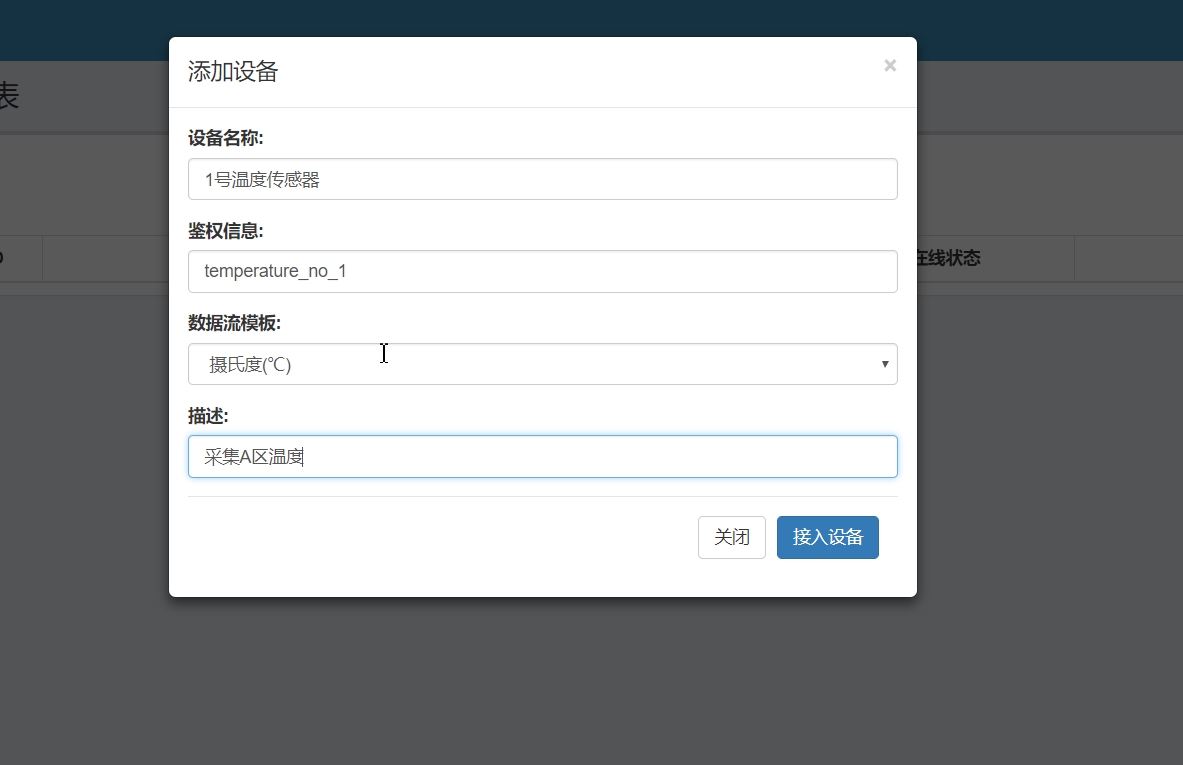 添加设备
×
表
设备名称:
1号温度传感器
鉴权信息:
temperature_no_1
在线状态
数据流模板:
摄氏度(℃)
描述:
采集A区温度
关闭
接入设备